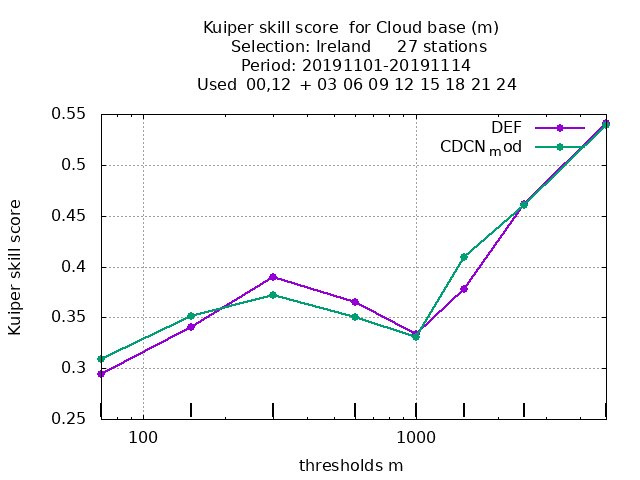 Kuiper skill score for Cloud base (m)
Selection: Ireland 27 stations
Period: 20191101-20191114
Used 00,12 + 03 06 09 12 15 18 21 24
DEF
CDCNmod
0.55
0.5
0.45
0.4
0.35
0.3
0.25
Kuiper skill score
100 1000
thresholds m